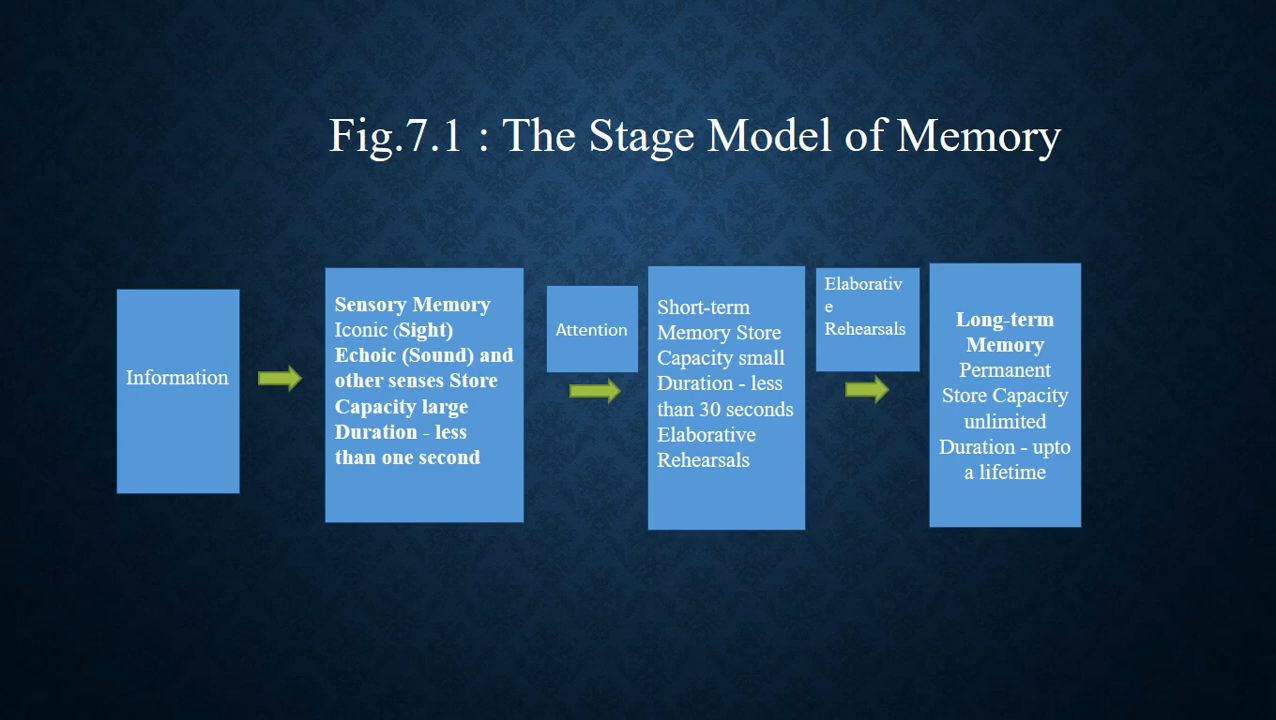 Fig.7.1 : The Stage Model of Memory
Information
Sensory Memory
Iconic (Sight)
Echoic (Sound) and
other senses Store
Capacity large
Duration - less
than one second
Attention
Short-term
Memory Store
Capacity small
Duration - less
than 30 seconds
Elaborative
Rehearsals
Elaborativ
e
Rehearsals
Long-term
Memory
Permanent
Store Capacity
unlimited
Duration - upto
a lifetime